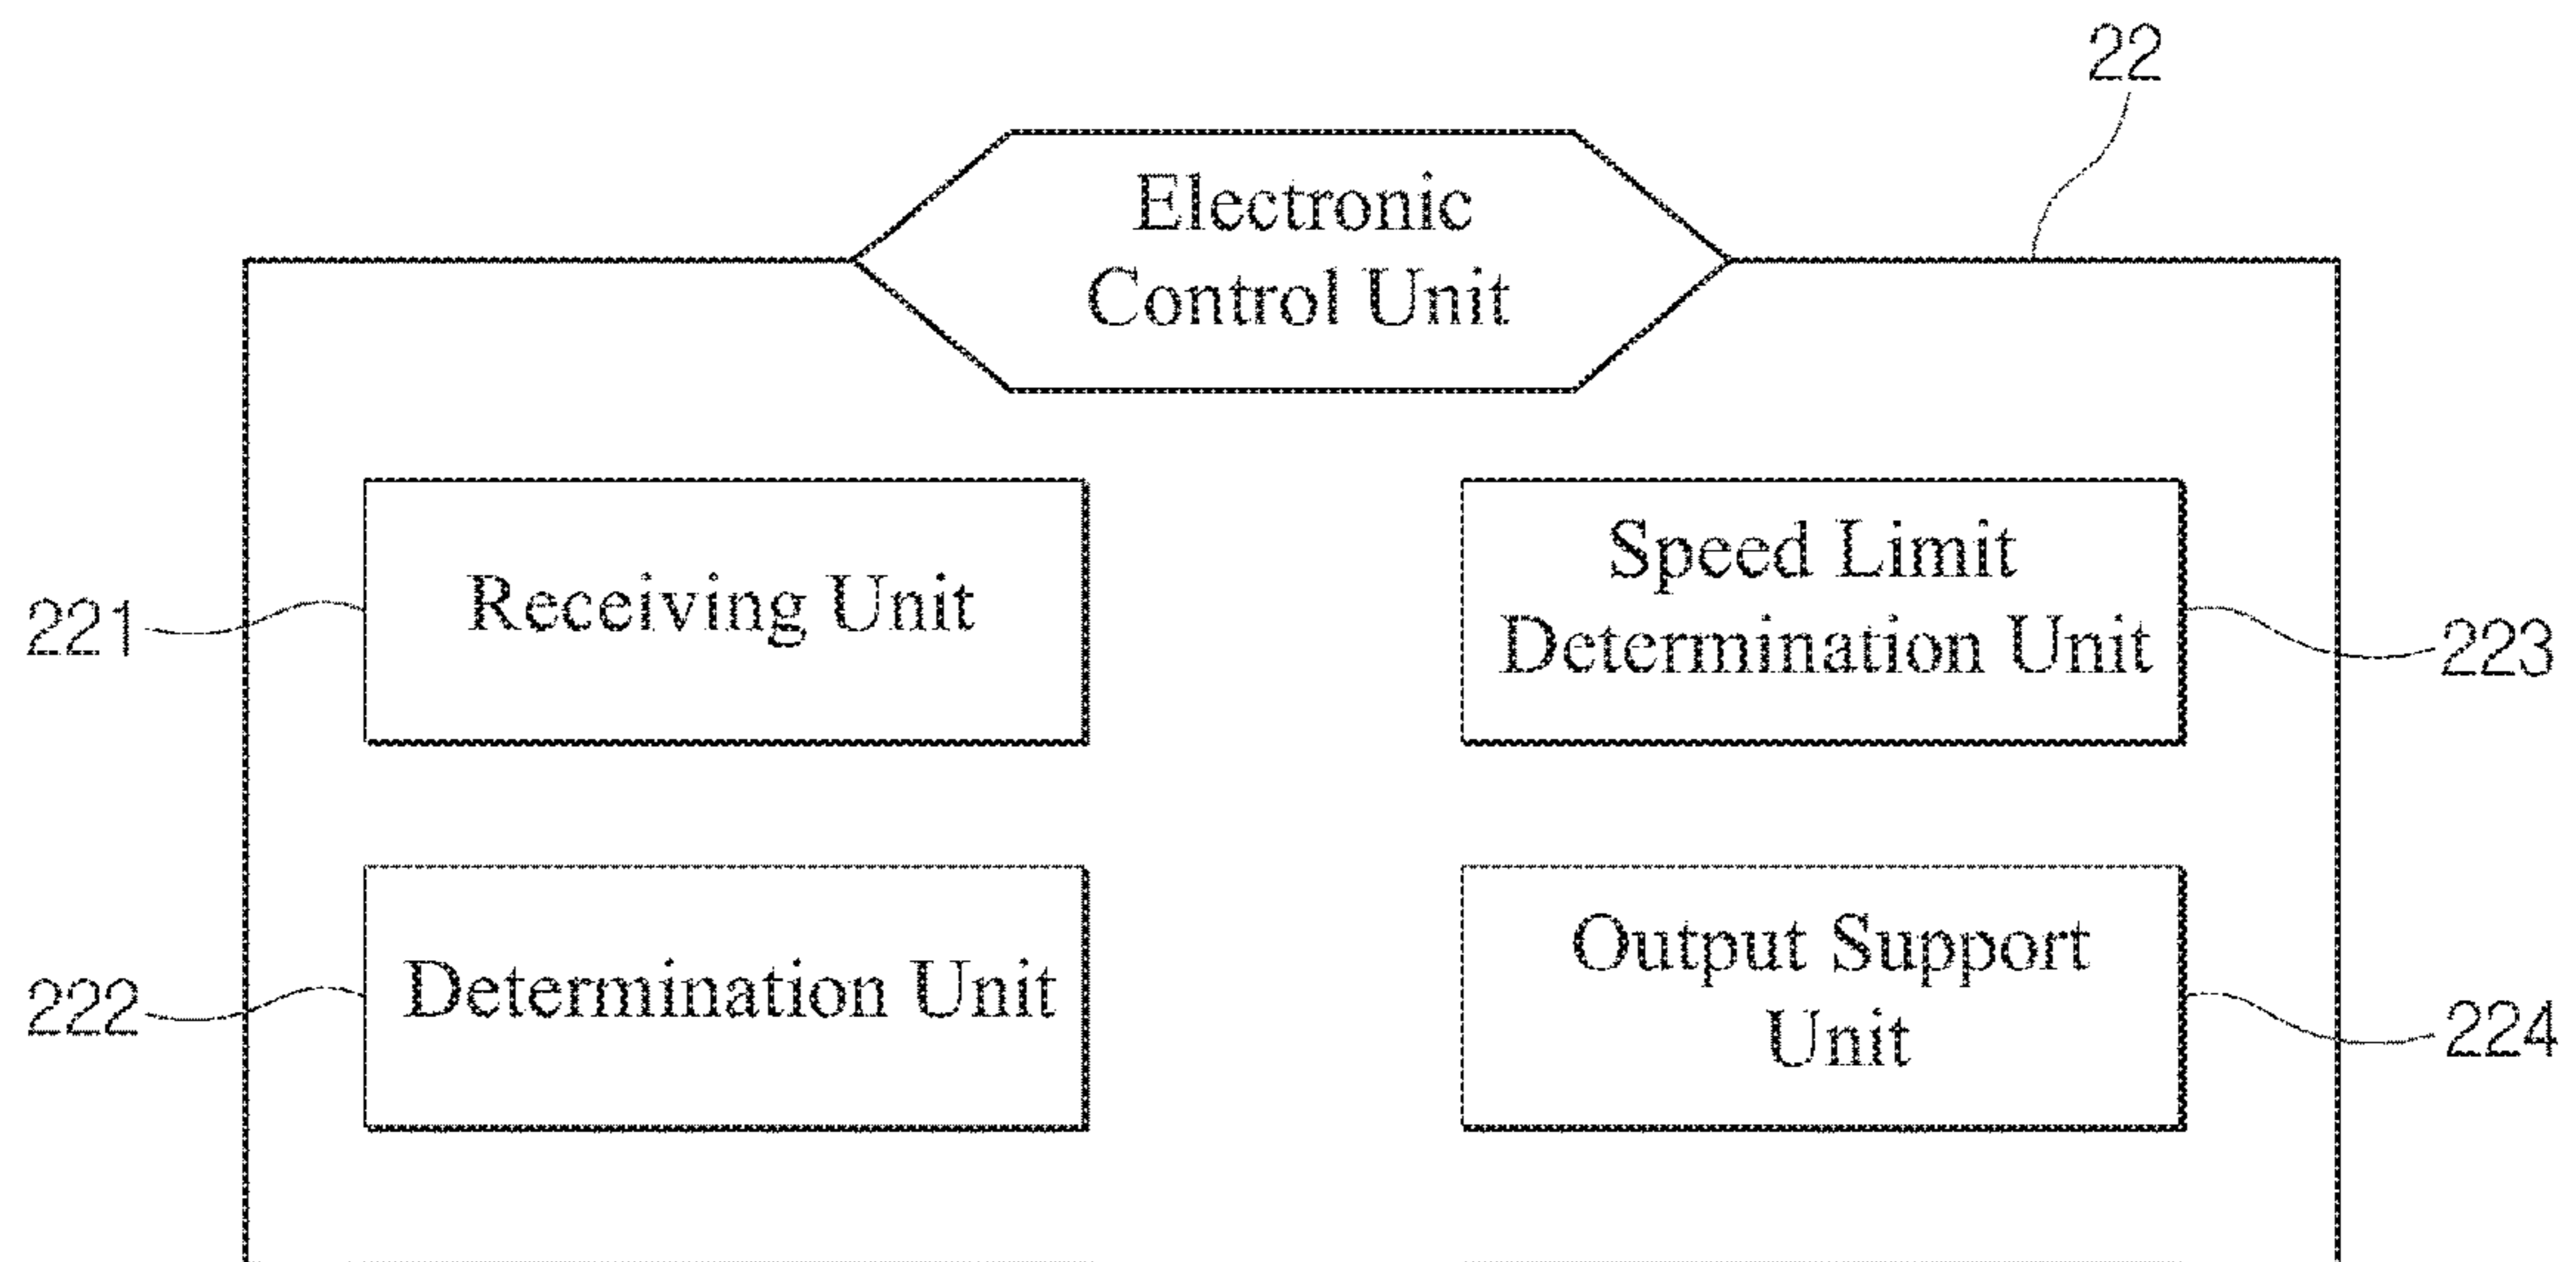 22
Electronic
Control Unit
221
Receiving Unit
Speed Limit
Determination Unit
223
222
Determination Unit
Output Support
Unit
224